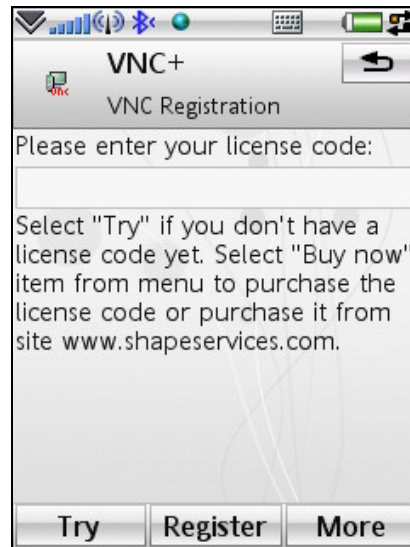 VNC+
vnc
VNC Registration
Please enter your license code:
Select "Try" if you don't have a
license code yet. Select "Buy now"
item from menu to purchase the
license code or purchase it from
site www.shapeservices.com.
Try Register More